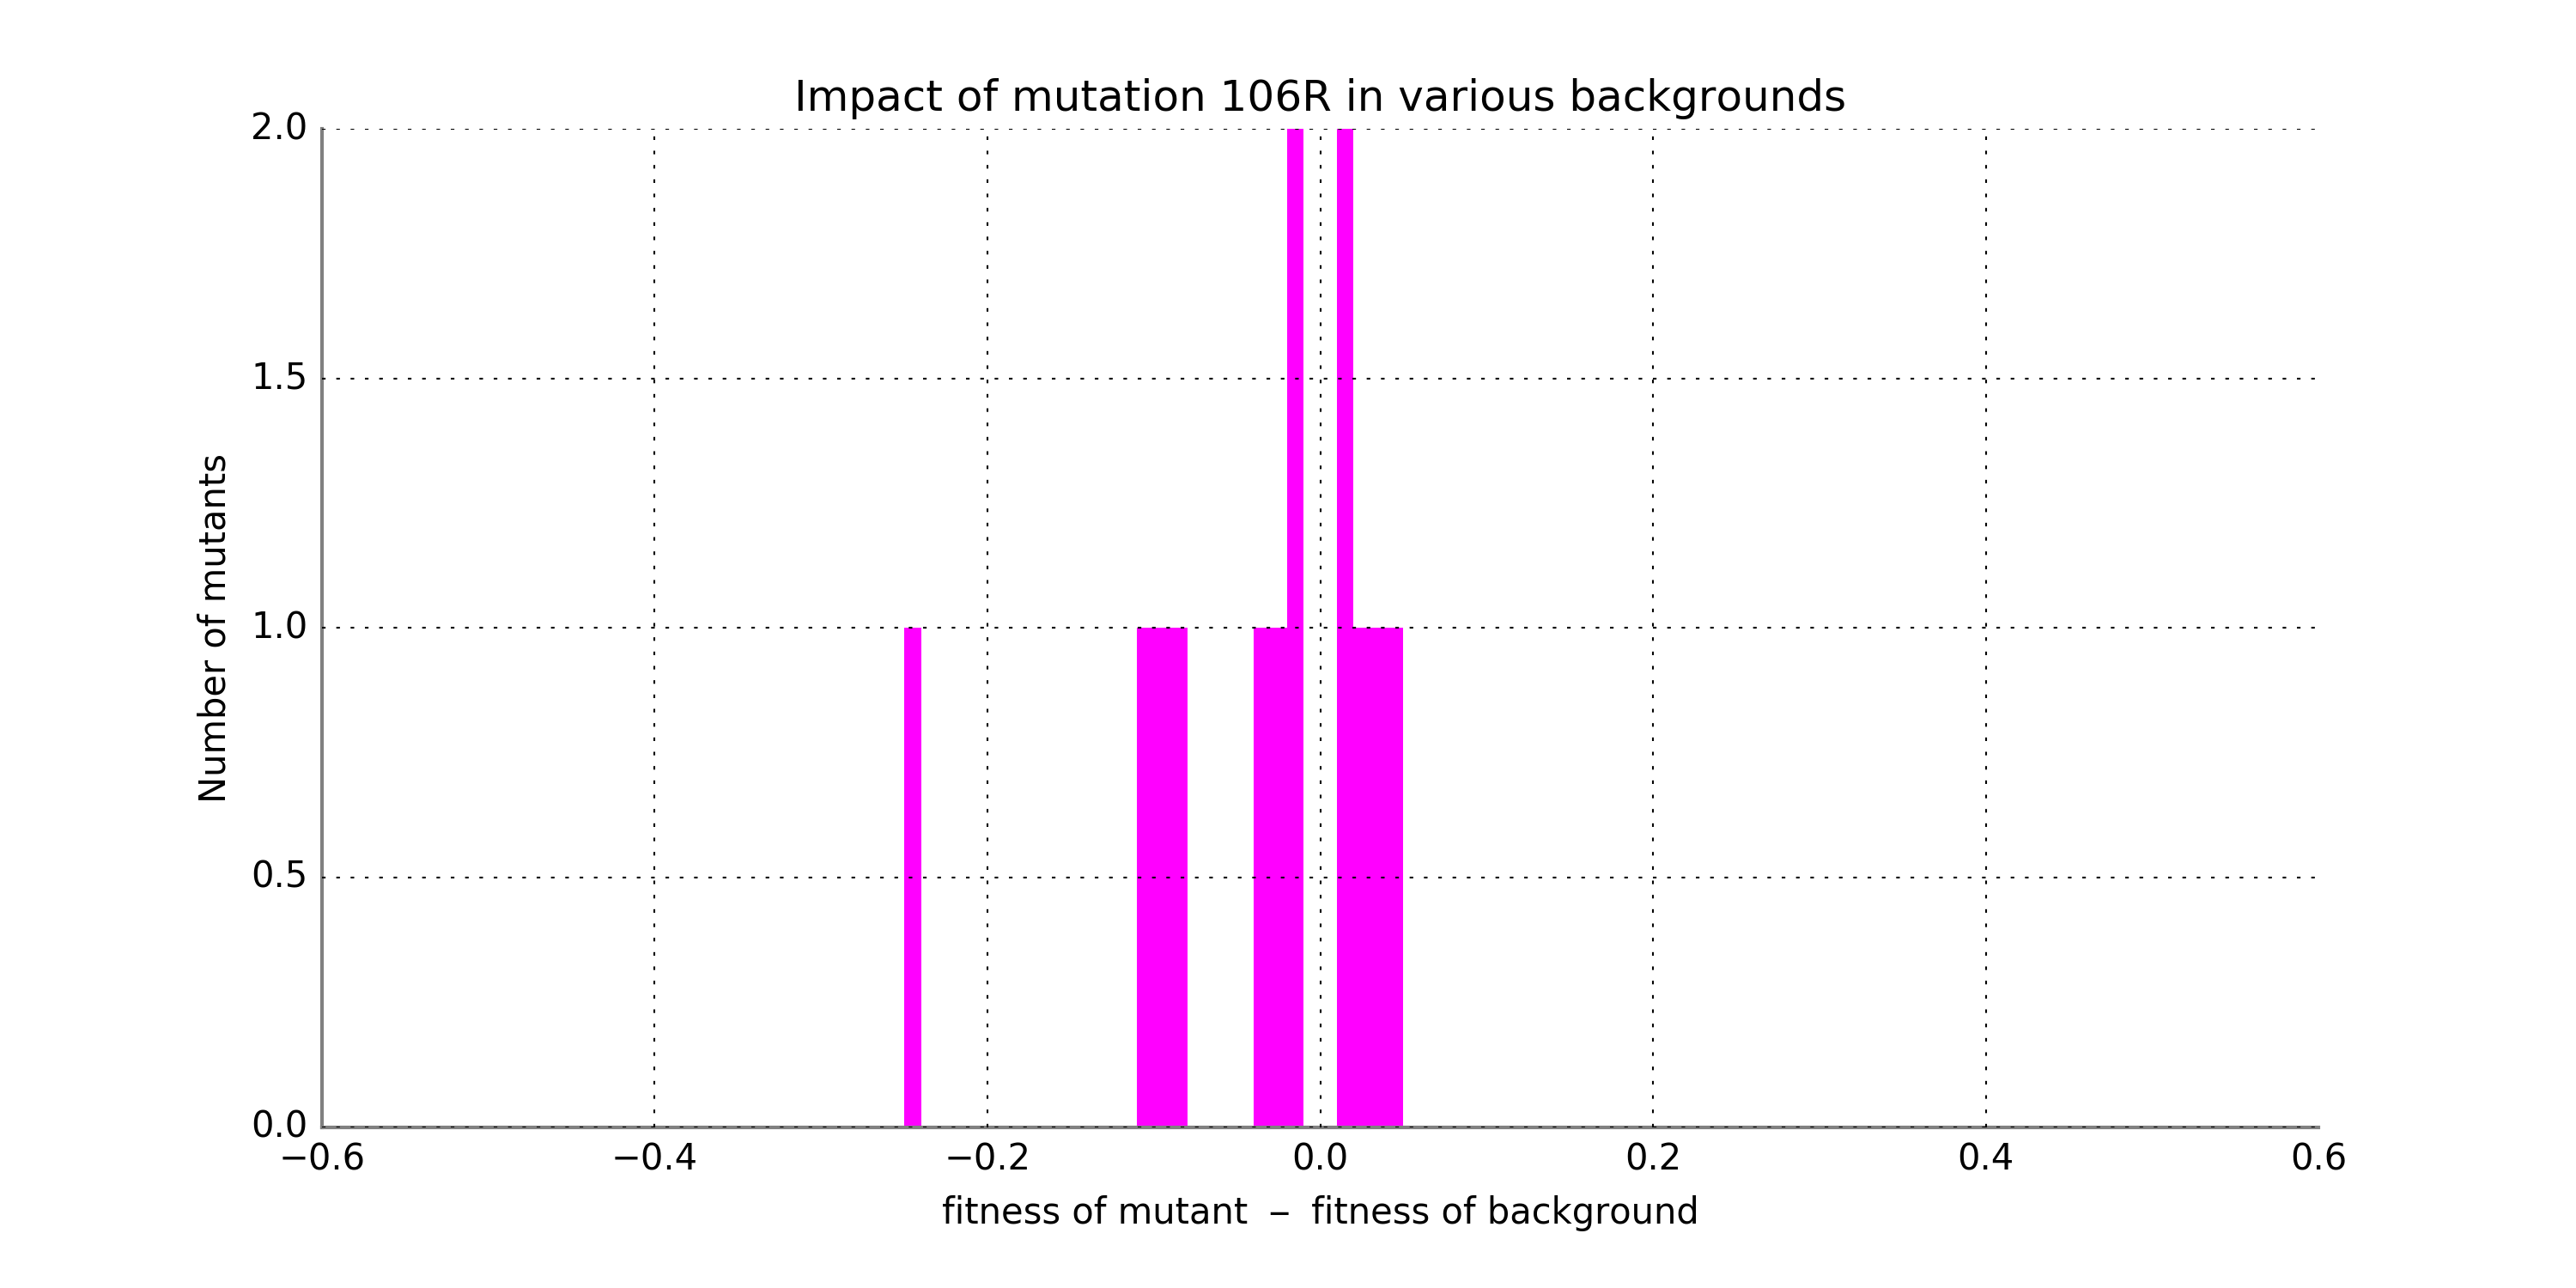 Impact of mutation 106R in various backgrounds
2.0
1.5
1.0
0.5
0.0
Number of mutants
−0.6 −0.4 −0.2 0.0 0.2 0.4 0.6
fitness of mutant − fitness of background